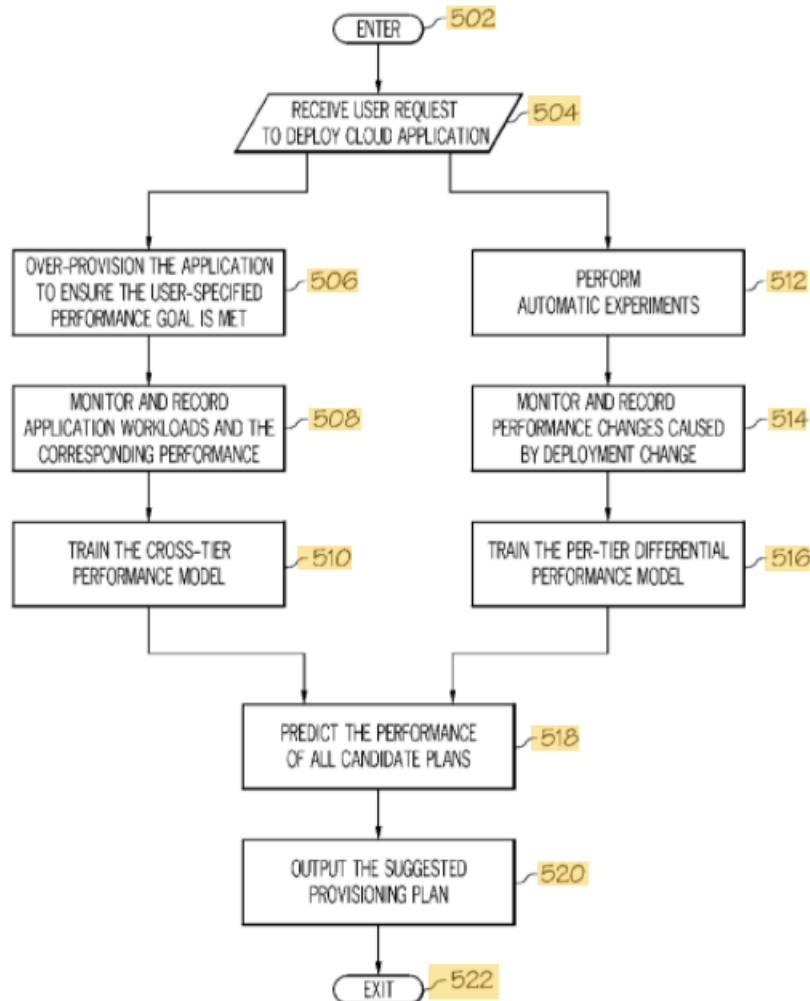 ENTER
502
RECEIVE USER REQUEST
TO DEPLOY CLOUD APPLICATION
504
OVER-PROVISION THE APPLICATION
TO ENSURE THE USER-SPECIFIED
PERFORMANCE GOAL IS MET
506
PERFORM
AUTOMATIC EXPERIMENTS
512
MONITOR AND RECORD
APPLICATION WORKLOADS AND THE
CORRESPONDING PERFORMANCE
508
MONITOR AND RECORD
PERFORMANCE CHANGES CAUSED
BY DEPLOYMENT CHANGE
514
TRAIN THE CROSS-TIER
PERFORMANCE MODEL
510
TRAIN THE PER-TIER DIFFERENTIAL
PERFORMANCE MODEL
516
PREDICT THE PERFORMANCE
OF ALL CANDIDATE PLANS
518
OUTPUT THE SUGGESTED
PROVISIONING PLAN
520
EXIT
522